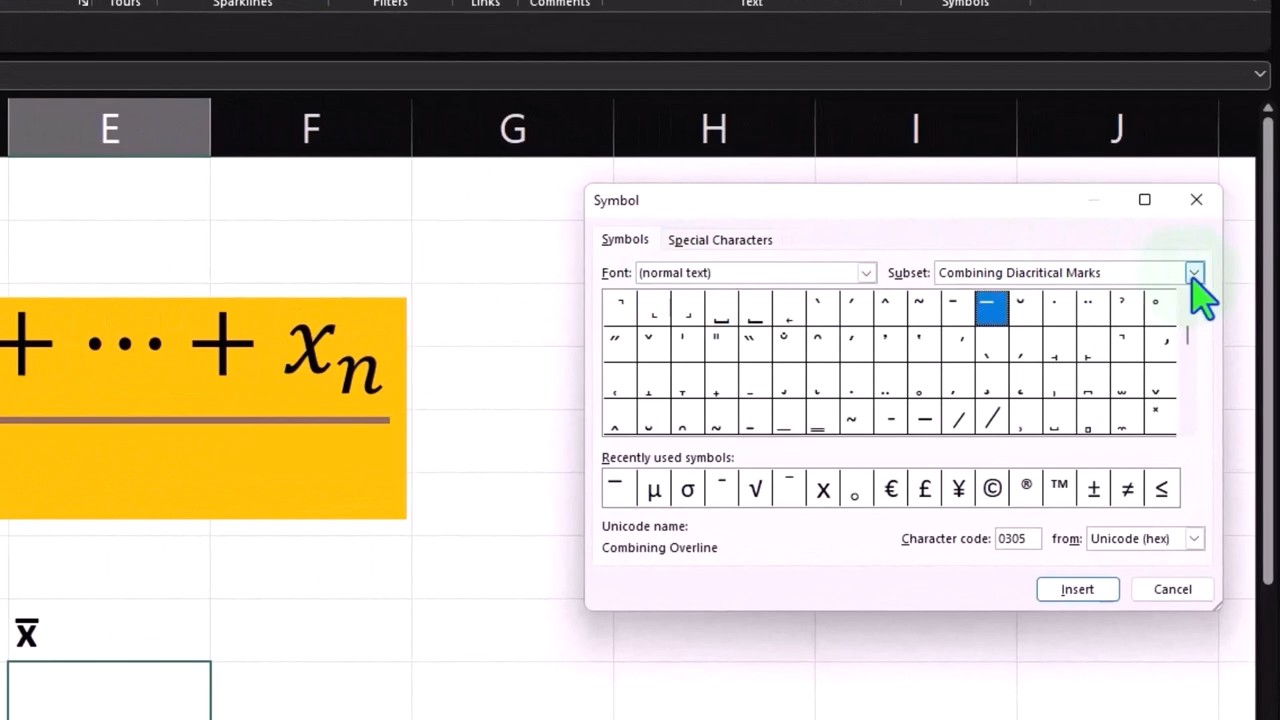 Tours Sparklines Filters Links Comments Text Symbols
E F G H I J
+ ⋯ + xₙ
x̅
Symbol
Symbols Special Characters
Font: (normal text) Subset: Combining Diacritical Marks
Recently used symbols:
‾ μ σ ˉ √ ‾ x ˳ € £ ¥ © ® ™ ± ≠ ≤
Unicode name:
Combining Overline
Character code: 0305 from: Unicode (hex)
Insert Cancel